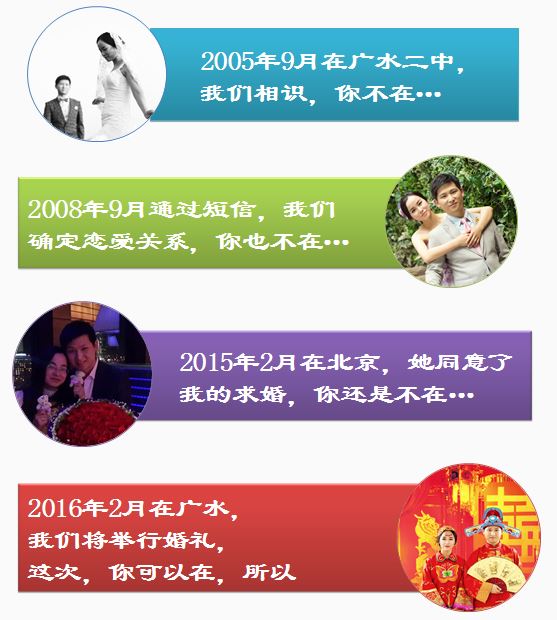 2005年9月在广水二中，
我们相识，你不在…
2008年9月通过短信，我们
确定恋爱关系，你也不在…
2015年2月在北京，她同意了
我的求婚，你还是不在…
2016年2月在广水，
我们将举行婚礼，
这次，你可以在，所以